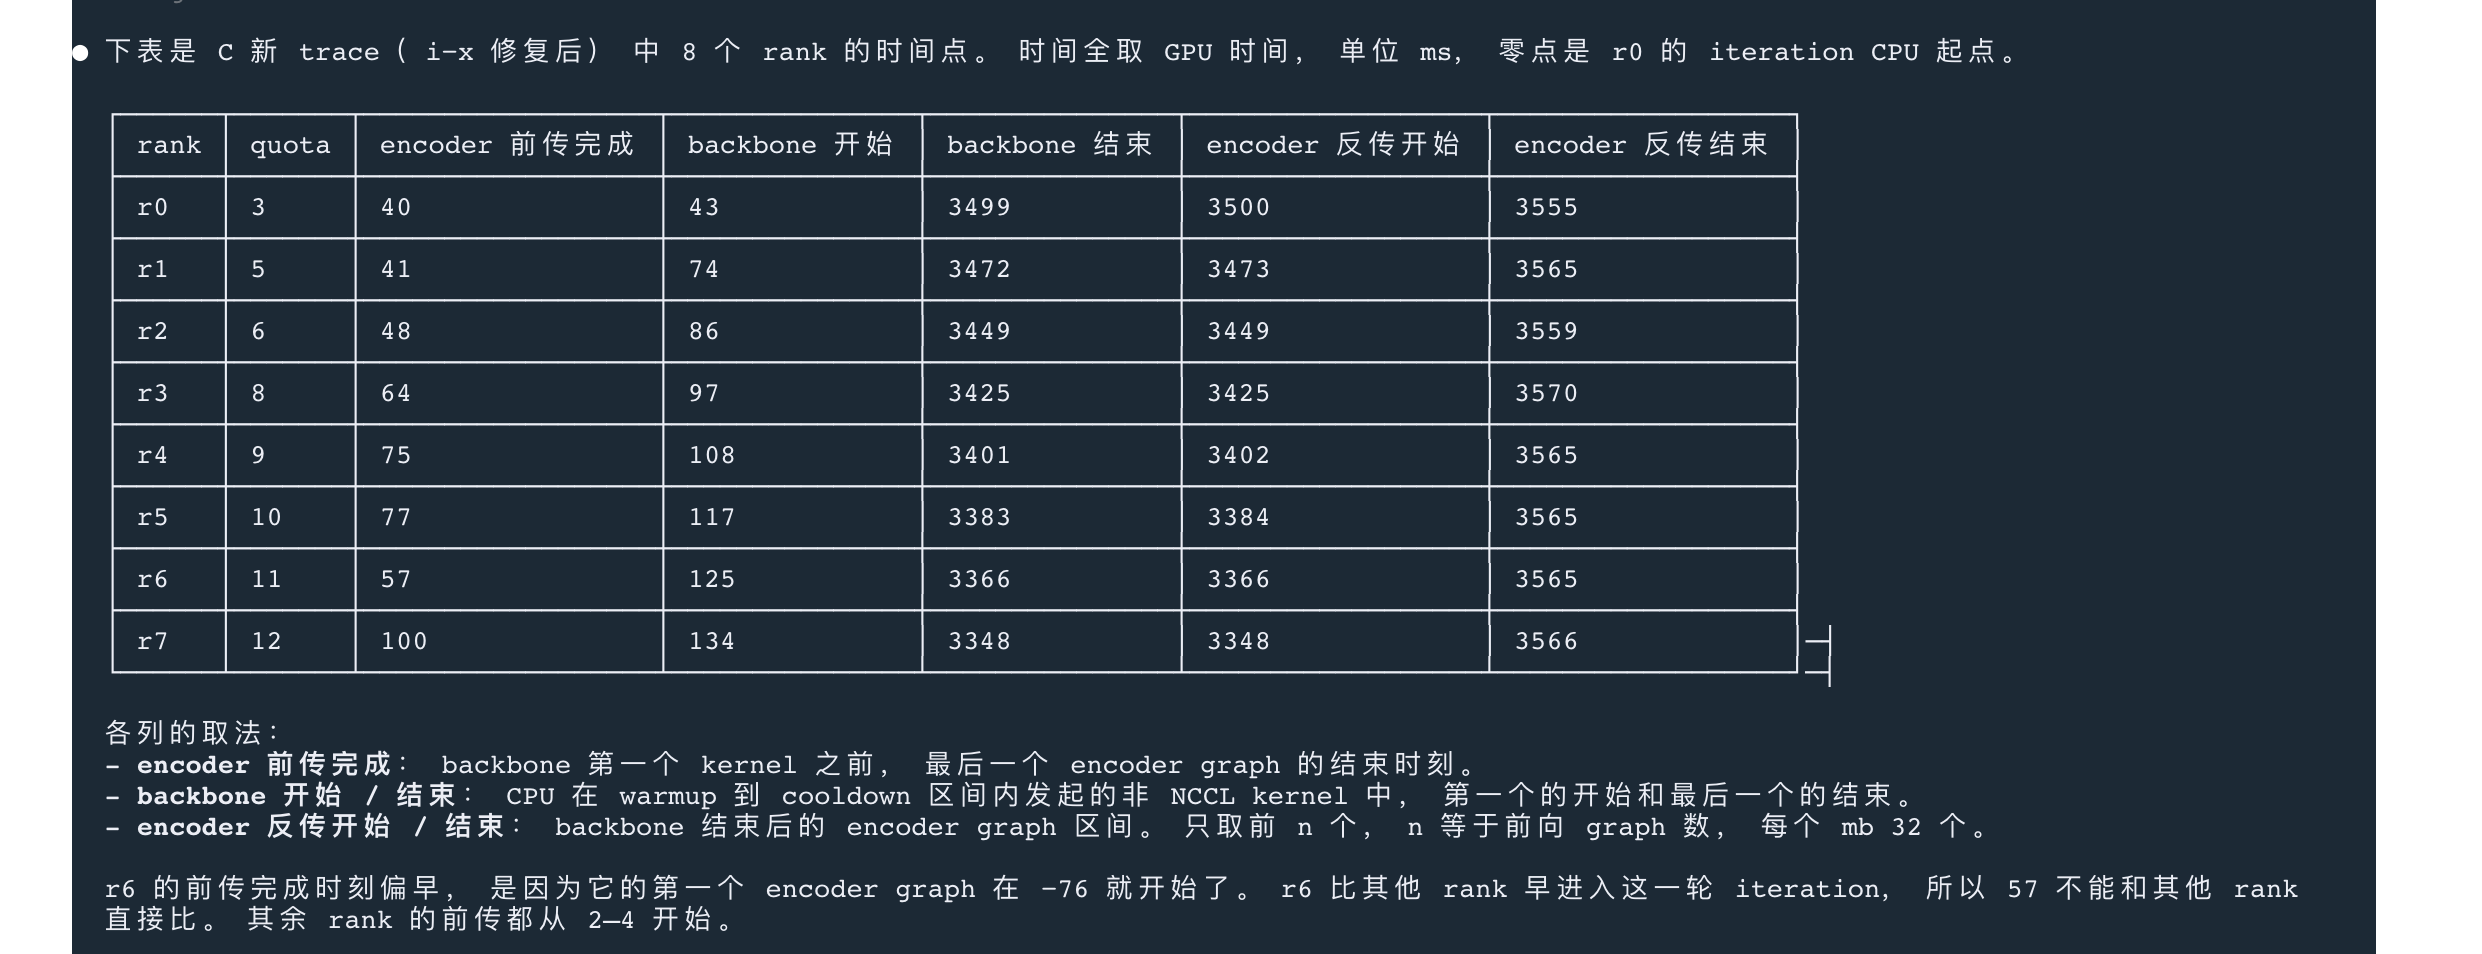 ● 下表是 C 新 trace（i-x 修复后） 中 8 个 rank 的时间点。 时间全取 GPU 时间， 单位 ms， 零点是 r0 的 iteration CPU 起点。
rank quota encoder 前传完成 backbone 开始 backbone 结束 encoder 反传开始 encoder 反传结束
r0 3 40 43 3499 3500 3555
r1 5 41 74 3472 3473 3565
r2 6 48 86 3449 3449 3559
r3 8 64 97 3425 3425 3570
r4 9 75 108 3401 3402 3565
r5 10 77 117 3383 3384 3565
r6 11 57 125 3366 3366 3565
r7 12 100 134 3348 3348 3566
各列的取法：
- encoder 前传完成： backbone 第一个 kernel 之前， 最后一个 encoder graph 的结束时刻。
- backbone 开始 / 结束： CPU 在 warmup 到 cooldown 区间内发起的非 NCCL kernel 中， 第一个的开始和最后一个的结束。
- encoder 反传开始 / 结束： backbone 结束后的 encoder graph 区间。 只取前 n 个， n 等于前向 graph 数， 每个 mb 32 个。
r6 的前传完成时刻偏早， 是因为它的第一个 encoder graph 在 -76 就开始了。 r6 比其他 rank 早进入这一轮 iteration， 所以 57 不能和其他 rank
直接比。 其余 rank 的前传都从 2–4 开始。